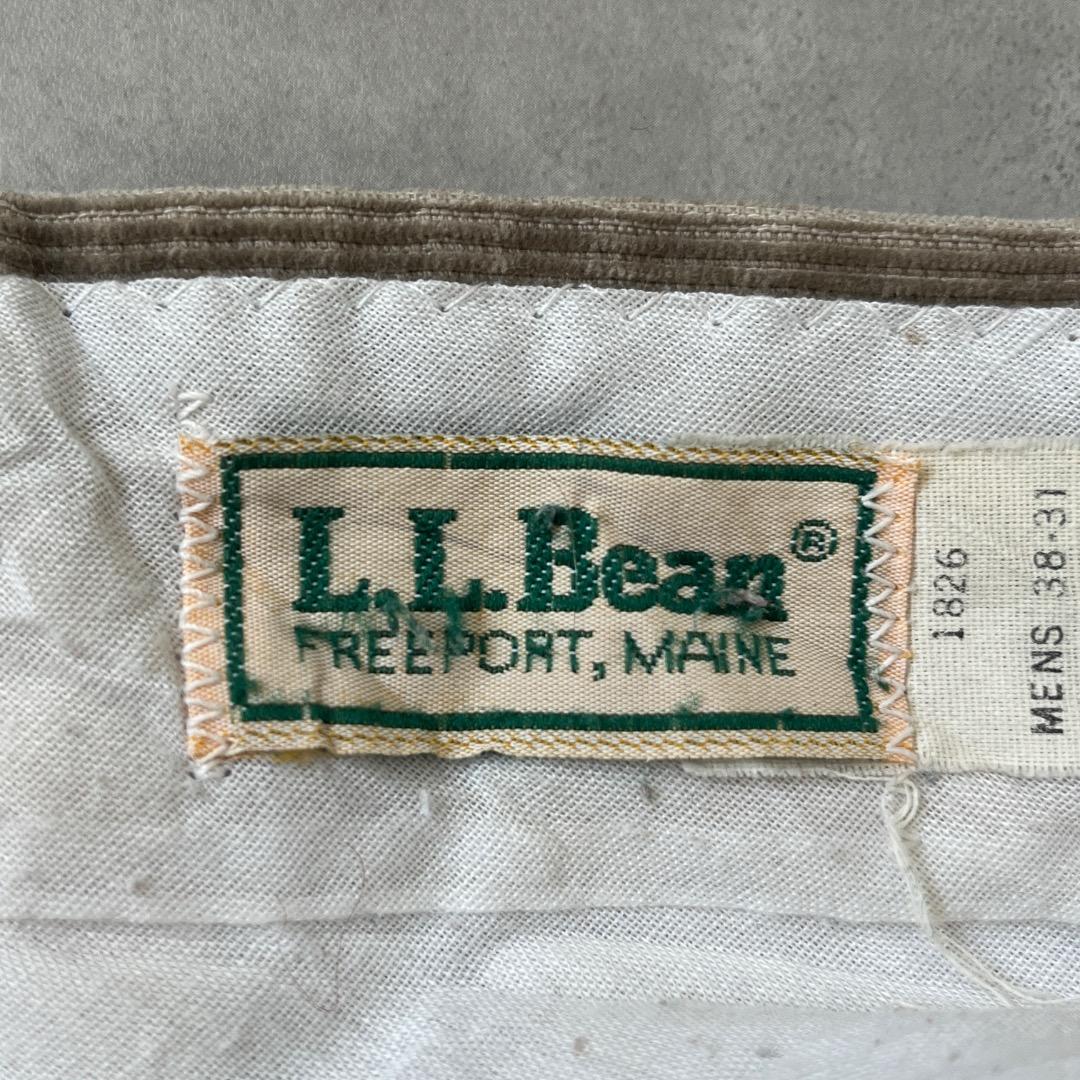 L.L.Bean®
FREEPORT, MAINE
1826
MENS 38-31